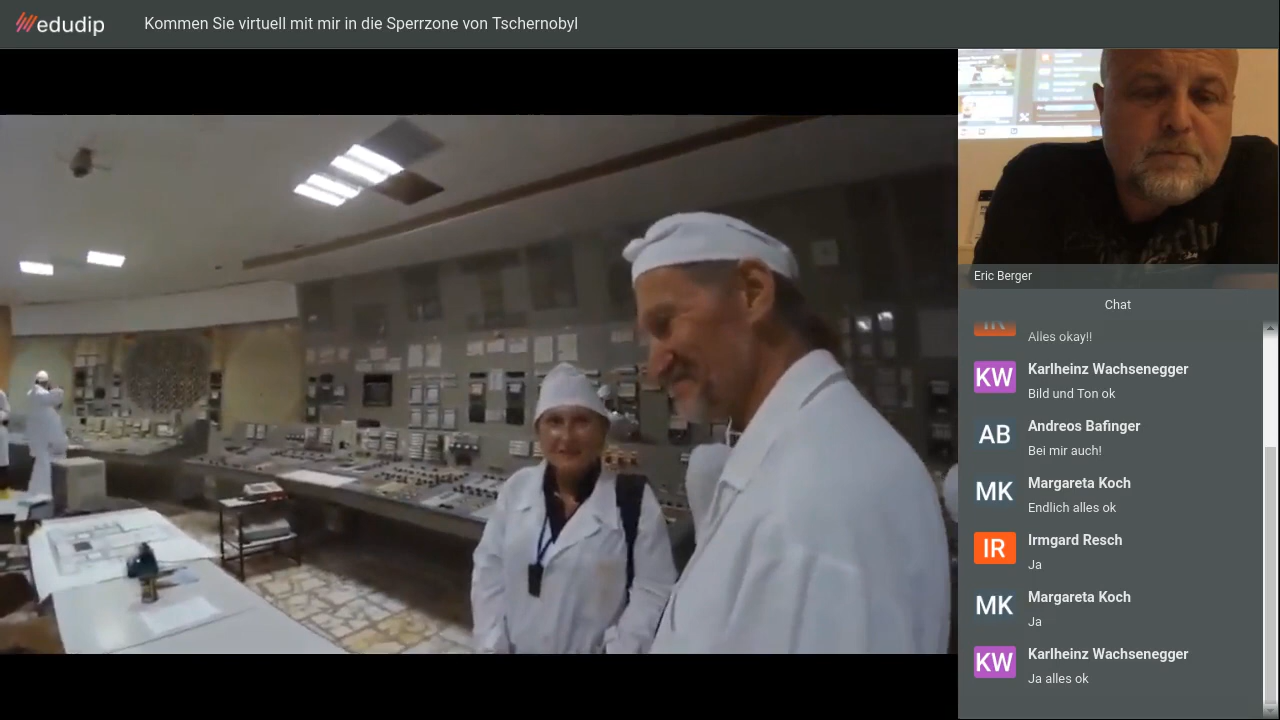 edudip
Kommen Sie virtuell mit mir in die Sperrzone von Tschernobyl
Eric Berger
Chat
IR
Alles okay!!
KW
Karlheinz Wachsenegger
Bild und Ton ok
AB
Andreos Bafinger
Bei mir auch!
MK
Margareta Koch
Endlich alles ok
IR
Irmgard Resch
Ja
MK
Margareta Koch
Ja
KW
Karlheinz Wachsenegger
Ja alles ok